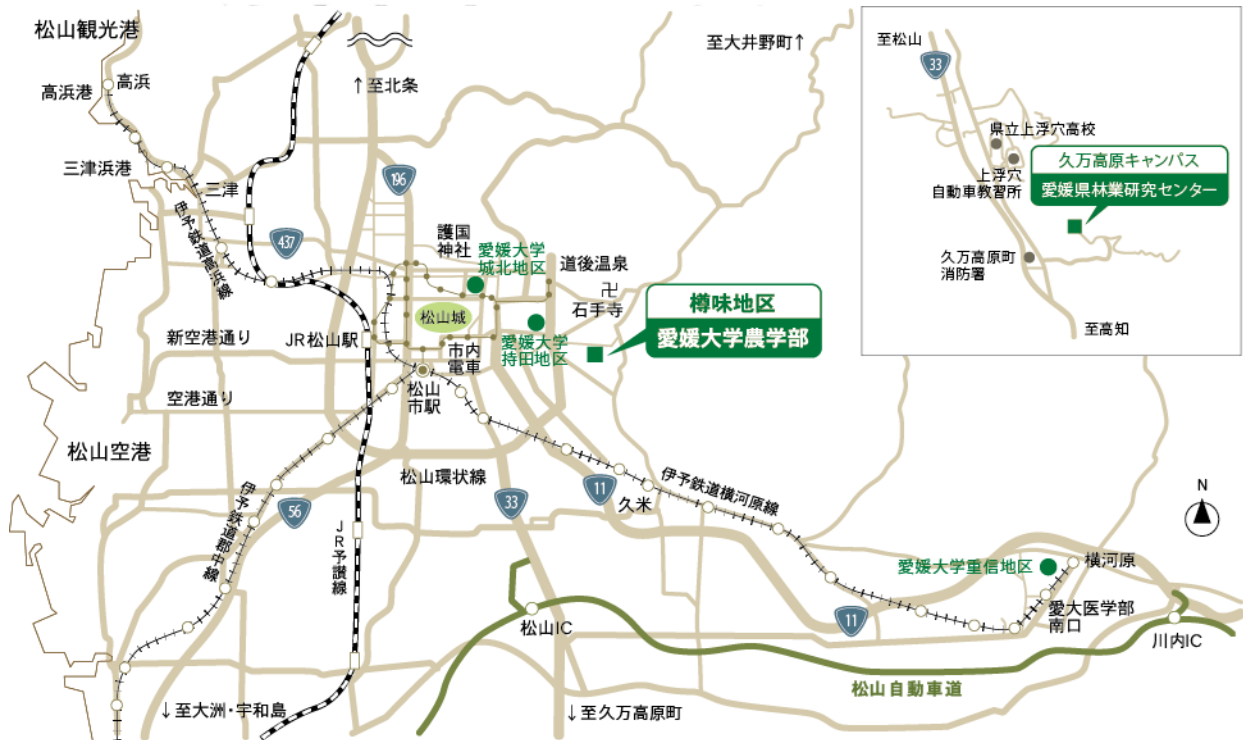 松山観光港
高浜
高浜港
三津浜港
三津
伊予鉄道高浜線
↑至北条
至大井野町↑
196
437
護国
神社
愛媛大学
城北地区
道後温泉
卍
石手寺
松山城
樽味地区
愛媛大学農学部
新空港通り
JR松山駅
市内
電車
愛媛大学
持田地区
空港通り
松山
市駅
松山空港
松山環状線
伊予鉄道横河原線
伊予鉄道郡中線
56
33
11
久米
JR予讃線
N
愛媛大学重信地区
横河原
愛大医学部
南口
11
松山IC
川内IC
松山自動車道
↓至大洲・宇和島
↓至久万高原町
至松山
33
県立上浮穴高校
上浮穴
自動車教習所
久万高原キャンパス
愛媛県林業研究センター
久万高原町
消防署
至高知